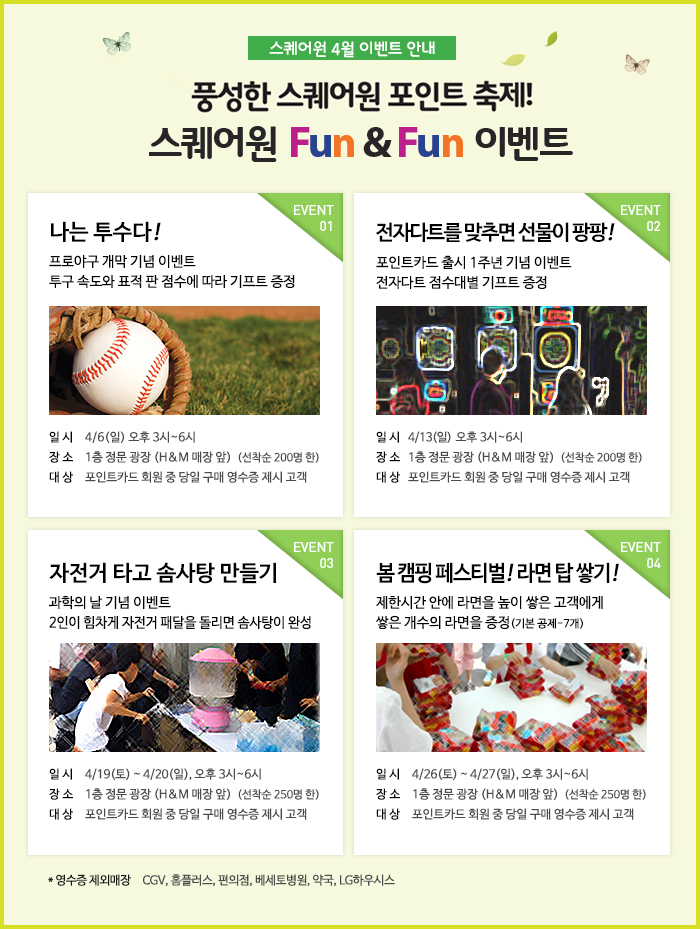 스퀘어원 4월 이벤트 안내
풍성한 스퀘어원 포인트 축제!
스퀘어원 Fun & Fun 이벤트
EVENT
01
나는 투수다!
프로야구 개막 기념 이벤트
투구 속도와 표적 판 점수에 따라 기프트 증정
일 시 4/6(일) 오후 3시~6시
장 소 1층 정문 광장 (H&M 매장 앞) (선착순 200명 한)
대 상 포인트카드 회원 중 당일 구매 영수증 제시 고객
EVENT
02
전자다트를 맞추면 선물이 팡팡!
포인트카드 출시 1주년 기념 이벤트
전자다트 점수대별 기프트 증정
일 시 4/13(일) 오후 3시~6시
장 소 1층 정문 광장 (H&M 매장 앞) (선착순 200명 한)
대 상 포인트카드 회원 중 당일 구매 영수증 제시 고객
EVENT
03
자전거 타고 솜사탕 만들기
과학의 날 기념 이벤트
2인이 힘차게 자전거 패달을 돌리면 솜사탕이 완성
일 시 4/19(토) ~ 4/20(일), 오후 3시~6시
장 소 1층 정문 광장 (H&M 매장 앞) (선착순 250명 한)
대 상 포인트카드 회원 중 당일 구매 영수증 제시 고객
EVENT
04
봄 캠핑 페스티벌! 라면 탑 쌓기!
제한시간 안에 라면을 높이 쌓은 고객에게
쌓은 개수의 라면을 증정(기본 공제-7개)
일 시 4/26(토) ~ 4/27(일), 오후 3시~6시
장 소 1층 정문 광장 (H&M 매장 앞) (선착순 250명 한)
대 상 포인트카드 회원 중 당일 구매 영수증 제시 고객
* 영수증 제외매장 CGV, 홈플러스, 편의점, 베세토병원, 약국, LG하우시스